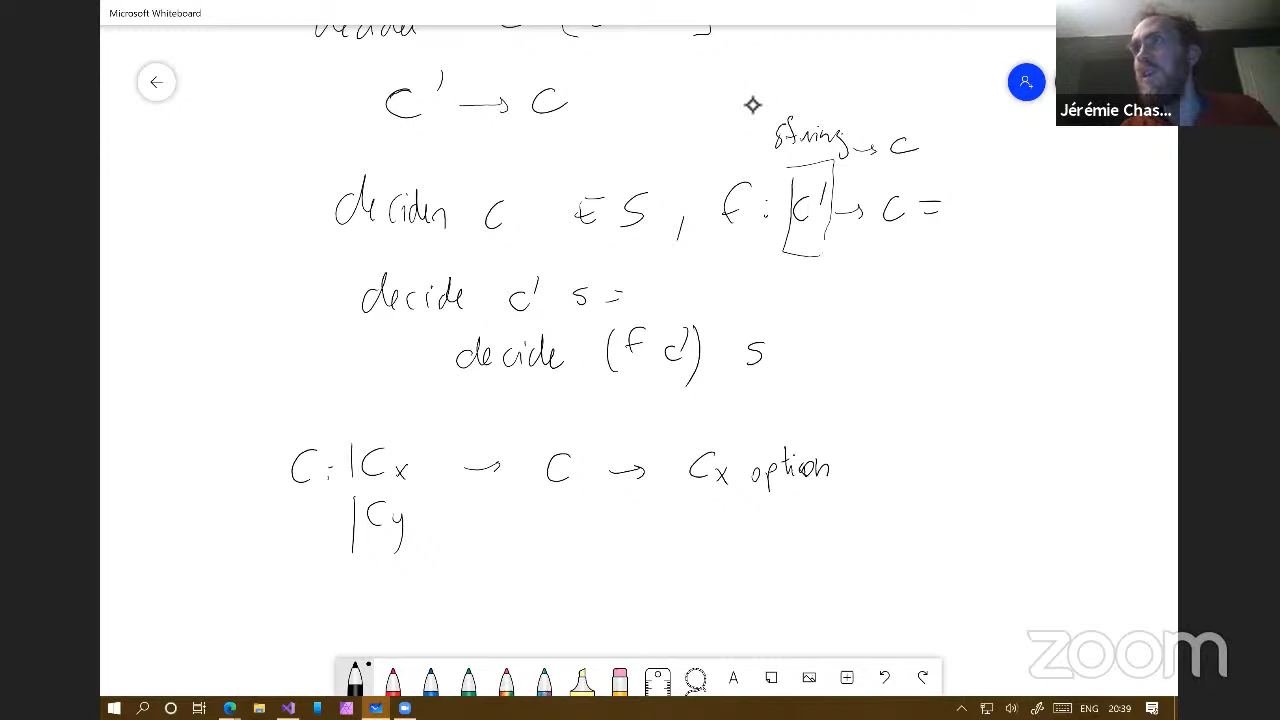 Microsoft Whiteboard
C' → C
string → C
decider C E S, f: C' → C =
decide c' s =
decide (f c') s
C: | Cx → C → Cx option
| Cy
Jérémie Chas...
zoom
A
ENG 20:39